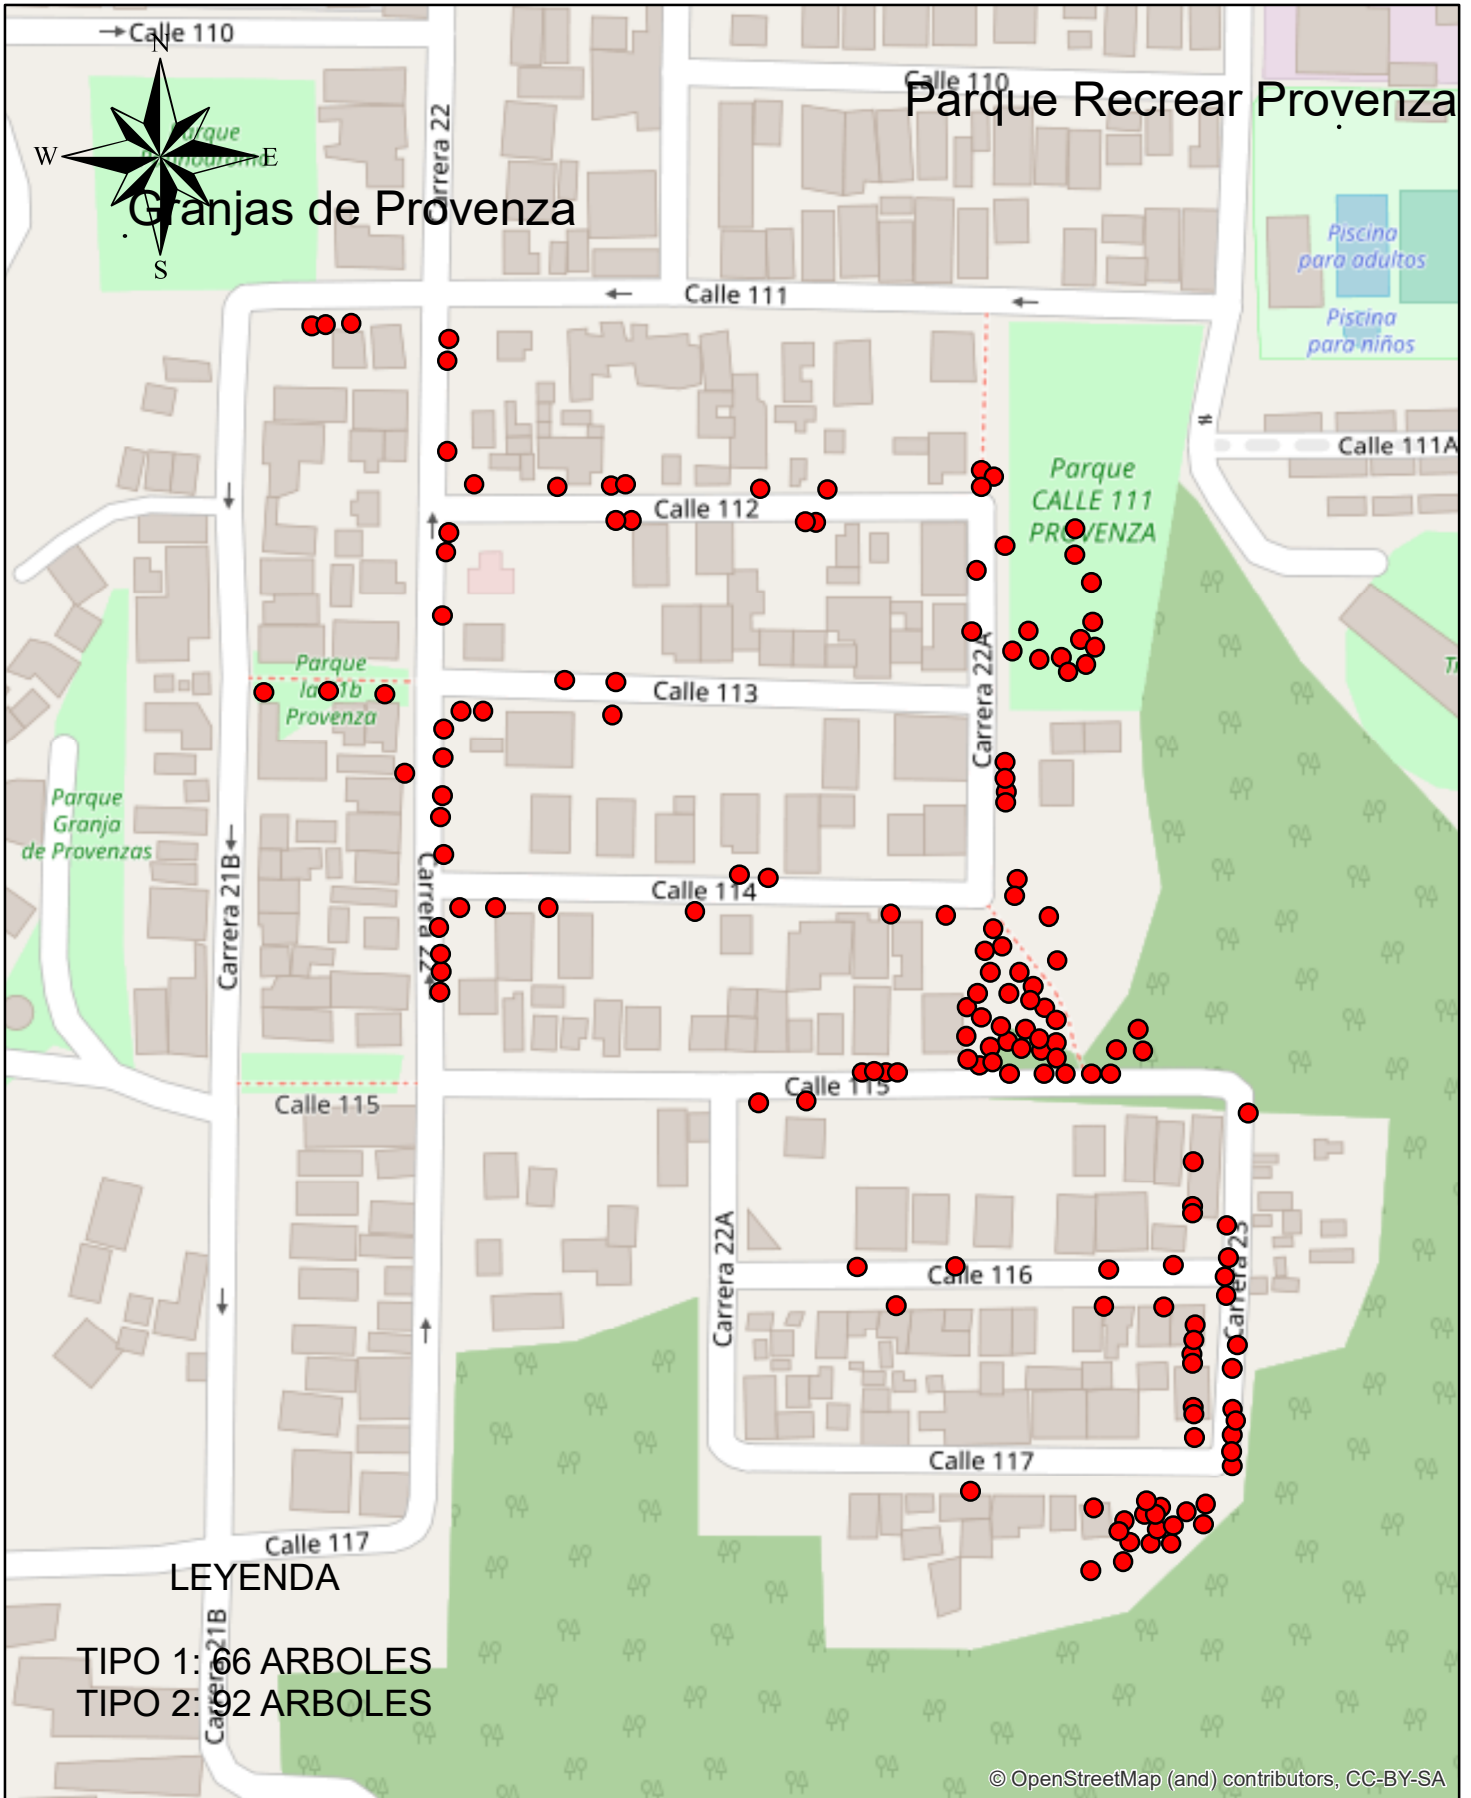 Calle 110
N
W
E
S
Carrera 22
Calle 110
Parque Recrear Provenza
Granjas de Provenza
Piscina
para adultos
Piscina
para niños
Calle 111
Calle 111A
Parque
CALLE 111
PROVENZA
Calle 112
Parque
Provenza
Calle 113
Carrera 22A
Parque
Granja
de Provenzas
Carrera 21B
Carrera 22
Calle 114
Calle 115
Calle 115
Carrera 22A
Calle 116
Carrera 23
Calle 117
Calle 117
LEYENDA
Carrera 21B
TIPO 1: 66 ARBOLES
TIPO 2: 92 ARBOLES
© OpenStreetMap (and) contributors, CC-BY-SA